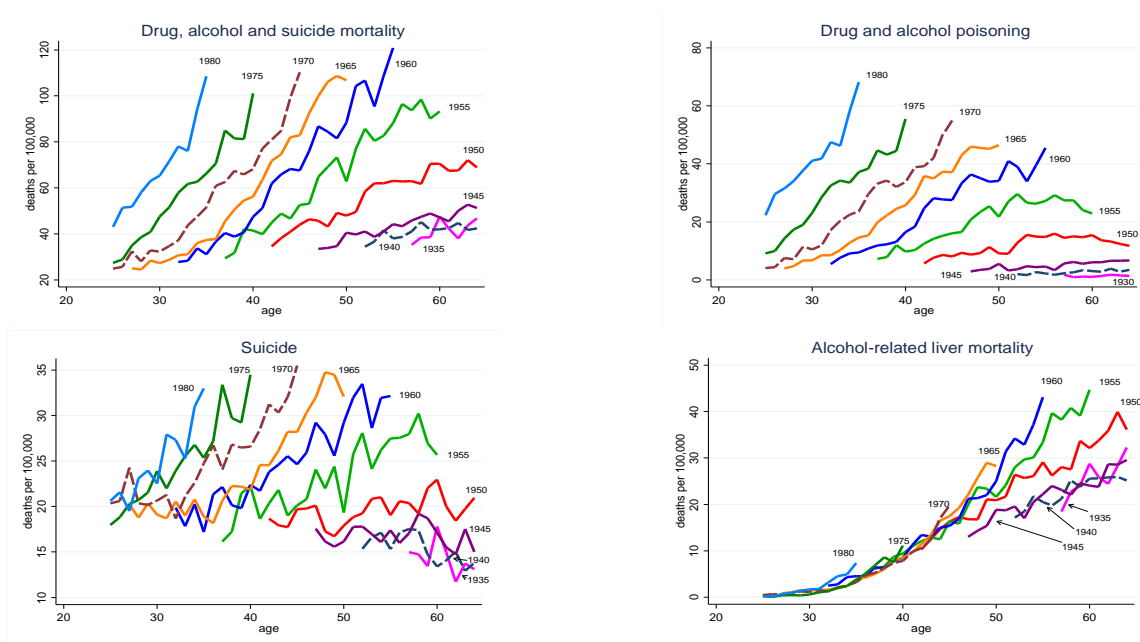 Drug, alcohol and suicide mortality
deaths per 100,000
20 40 60 80 100 120
20 30 40 50 60
age
1980
1975
1970
1965
1960
1955
1950
1945
1940
1935
Drug and alcohol poisoning
deaths per 100,000
0 20 40 60 80
20 30 40 50 60
age
1980
1975
1970
1965
1960
1955
1950
1945
1940
1930
Suicide
deaths per 100,000
10 15 20 25 30 35
20 30 40 50 60
age
1980
1975
1970
1965
1960
1955
1950
1945
1940
1935
Alcohol-related liver mortality
deaths per 100,000
0 10 20 30 40 50
20 30 40 50 60
age
1980
1975
1970
1965
1960
1955
1950
1935
1940
1945